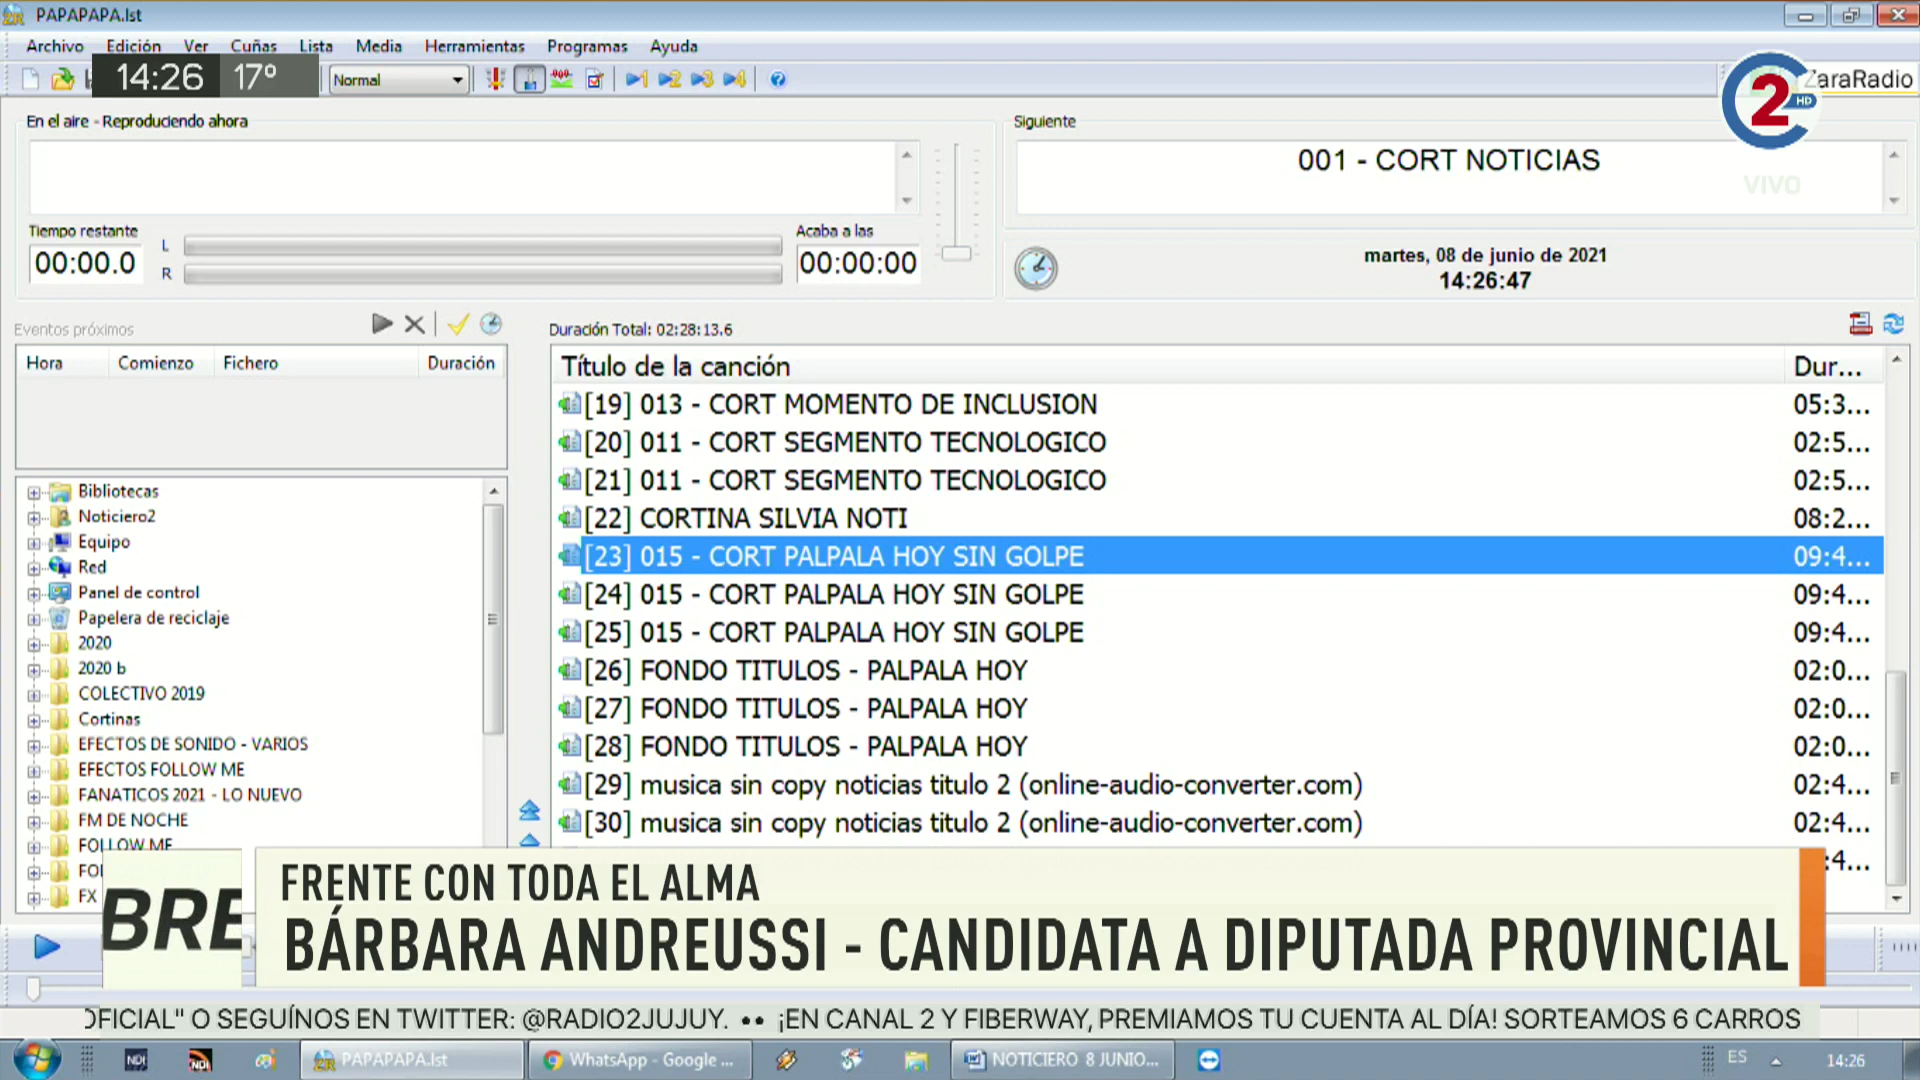 PAPAPAPA.lst
Archivo Edición Ver Cuñas Lista Media Herramientas Programas Ayuda
14:26 17°
Normal
1 2 3 4
ZaraRadio
2 HD
VIVO
En el aire - Reproduciendo ahora
Siguiente
001 - CORT NOTICIAS
Tiempo restante
L
R
Acaba a las
00:00.0
00:00:00
martes, 08 de junio de 2021
14:26:47
Eventos próximos
Duración Total: 02:28:13.6
Hora Comienzo Fichero Duración
Título de la canción Dur...
[19] 013 - CORT MOMENTO DE INCLUSION 05:3...
[20] 011 - CORT SEGMENTO TECNOLOGICO 02:5...
[21] 011 - CORT SEGMENTO TECNOLOGICO 02:5...
[22] CORTINA SILVIA NOTI 08:2...
[23] 015 - CORT PALPALA HOY SIN GOLPE 09:4...
[24] 015 - CORT PALPALA HOY SIN GOLPE 09:4...
[25] 015 - CORT PALPALA HOY SIN GOLPE 09:4...
[26] FONDO TITULOS - PALPALA HOY 02:0...
[27] FONDO TITULOS - PALPALA HOY 02:0...
[28] FONDO TITULOS - PALPALA HOY 02:0...
[29] musica sin copy noticias titulo 2 (online-audio-converter.com) 02:4...
[30] musica sin copy noticias titulo 2 (online-audio-converter.com) 02:4...
:4...
Bibliotecas
Noticiero2
Equipo
Red
Panel de control
Papelera de reciclaje
2020
2020 b
COLECTIVO 2019
Cortinas
EFECTOS DE SONIDO - VARIOS
EFECTOS FOLLOW ME
FANATICOS 2021 - LO NUEVO
FM DE NOCHE
FOLLOW ME
FX
BRE
FRENTE CON TODA EL ALMA
BÁRBARA ANDREUSSI - CANDIDATA A DIPUTADA PROVINCIAL
OFICIAL" O SEGUÍNOS EN TWITTER: @RADIO2JUJUY. •• ¡EN CANAL 2 Y FIBERWAY, PREMIAMOS TU CUENTA AL DÍA! SORTEAMOS 6 CARROS
NDI NDI PAPAPAPA.lst WhatsApp - Google ... NOTICIERO 8 JUNIO... ES 14:26